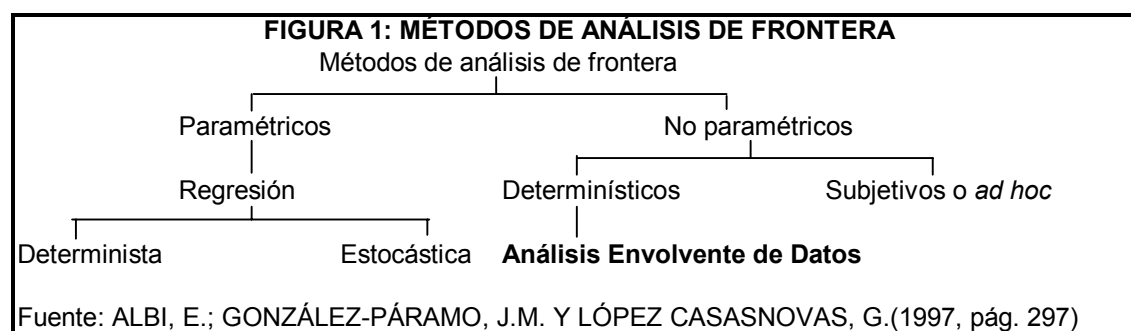 FIGURA 1: MÉTODOS DE ANÁLISIS DE FRONTERA
Métodos de análisis de frontera
Paramétricos No paramétricos
Regresión Determinísticos Subjetivos o ad hoc
Determinista Estocástica Análisis Envolvente de Datos
Fuente: ALBI, E.; GONZÁLEZ-PÁRAMO, J.M. Y LÓPEZ CASASNOVAS, G.(1997, pág. 297)